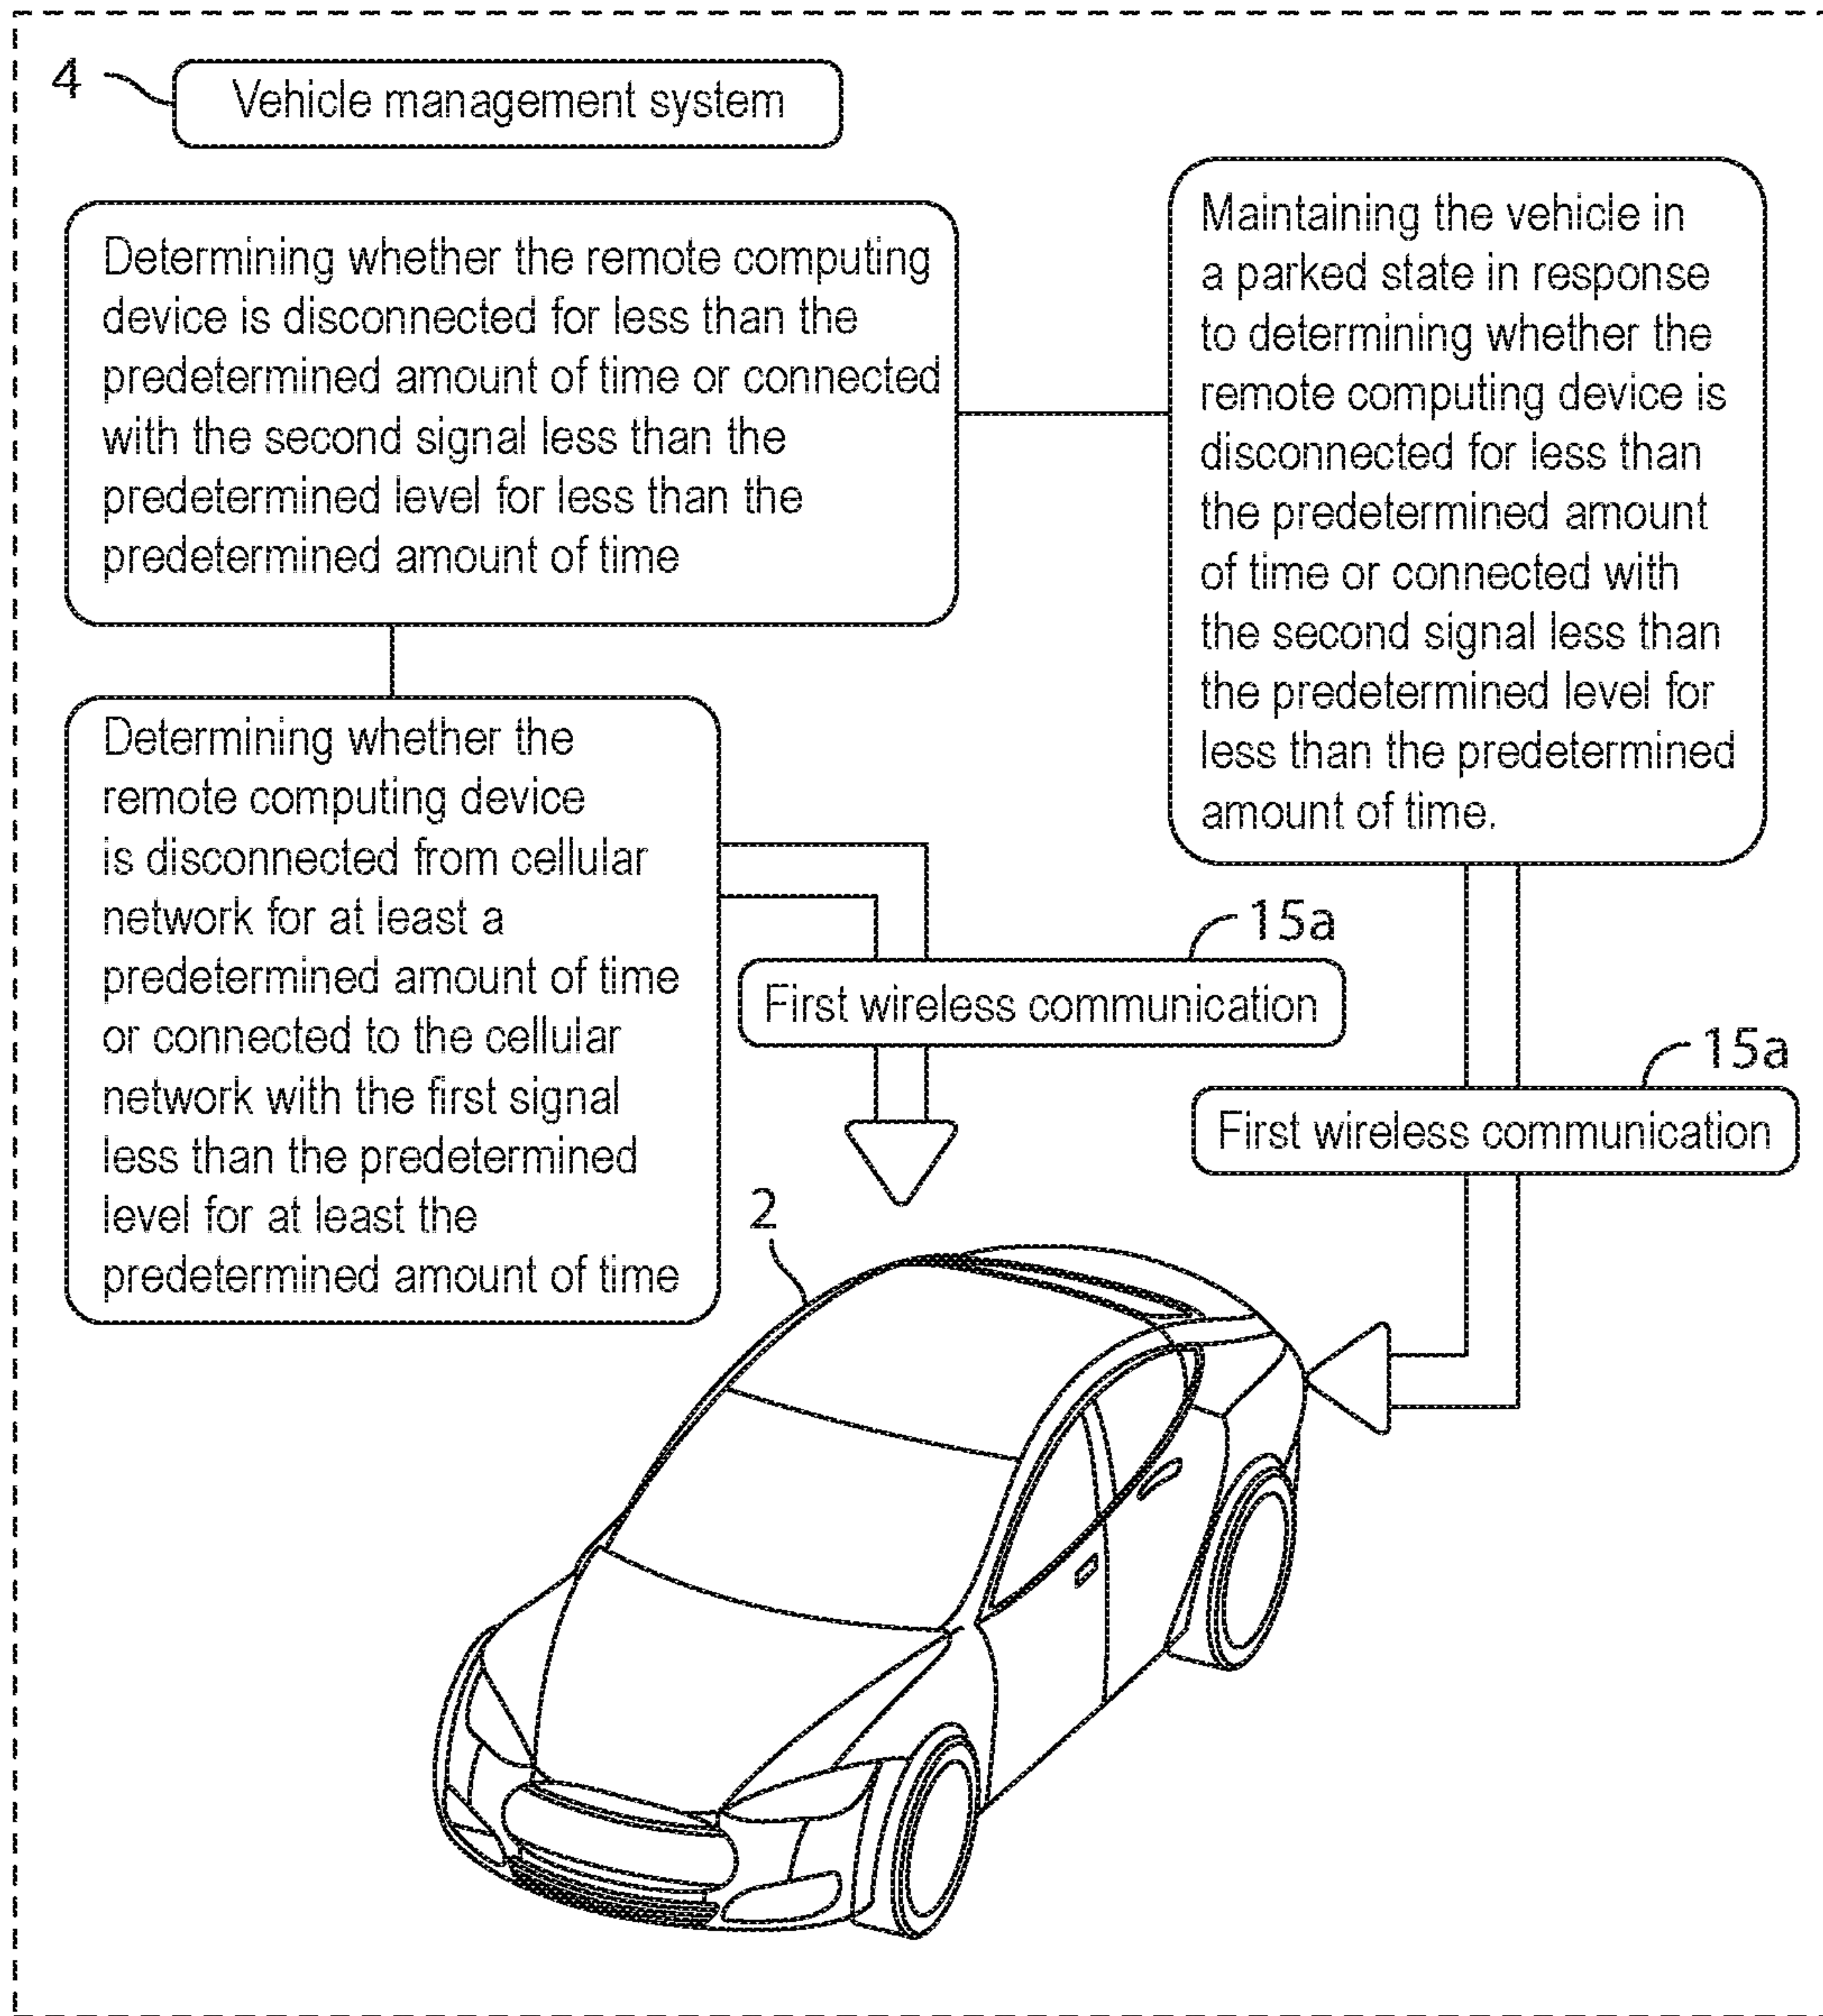 4
Vehicle management system
Determining whether the remote computing
device is disconnected for less than the
predetermined amount of time or connected
with the second signal less than the
predetermined level for less than the
predetermined amount of time
Maintaining the vehicle in
a parked state in response
to determining whether the
remote computing device is
disconnected for less than
the predetermined amount
of time or connected with
the second signal less than
the predetermined level for
less than the predetermined
amount of time.
Determining whether the
remote computing device
is disconnected from cellular
network for at least a
predetermined amount of time
or connected to the cellular
network with the first signal
less than the predetermined
level for at least the
predetermined amount of time
15a
First wireless communication
15a
First wireless communication
2